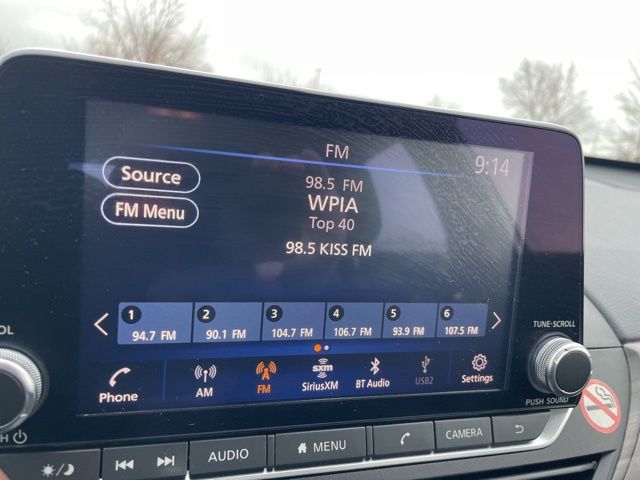 FM
9:14
Source
FM Menu
98.5 FM
WPIA
Top 40
98.5 KISS FM
1 2 3 4 5 6
94.7 FM 90.1 FM 104.7 FM 106.7 FM 93.9 FM 107.5 FM
Phone AM FM sxm SiriusXM BT Audio USB2 Settings
TUNE·SCROLL
PUSH SOUND
AUDIO MENU CAMERA